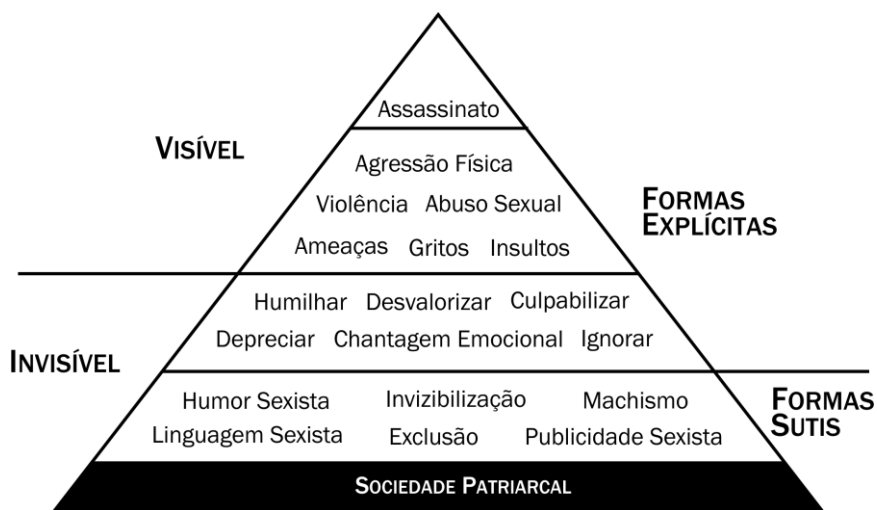 Assassinato
VISÍVEL
Agressão Física
Violência Abuso Sexual
FORMAS
EXPLÍCITAS
Ameaças Gritos Insultos
Humilhar Desvalorizar Culpabilizar
Depreciar Chantagem Emocional Ignorar
INVISÍVEL
Humor Sexista Invizibilização Machismo
FORMAS
SUTIS
Linguagem Sexista Exclusão Publicidade Sexista
SOCIEDADE PATRIARCAL